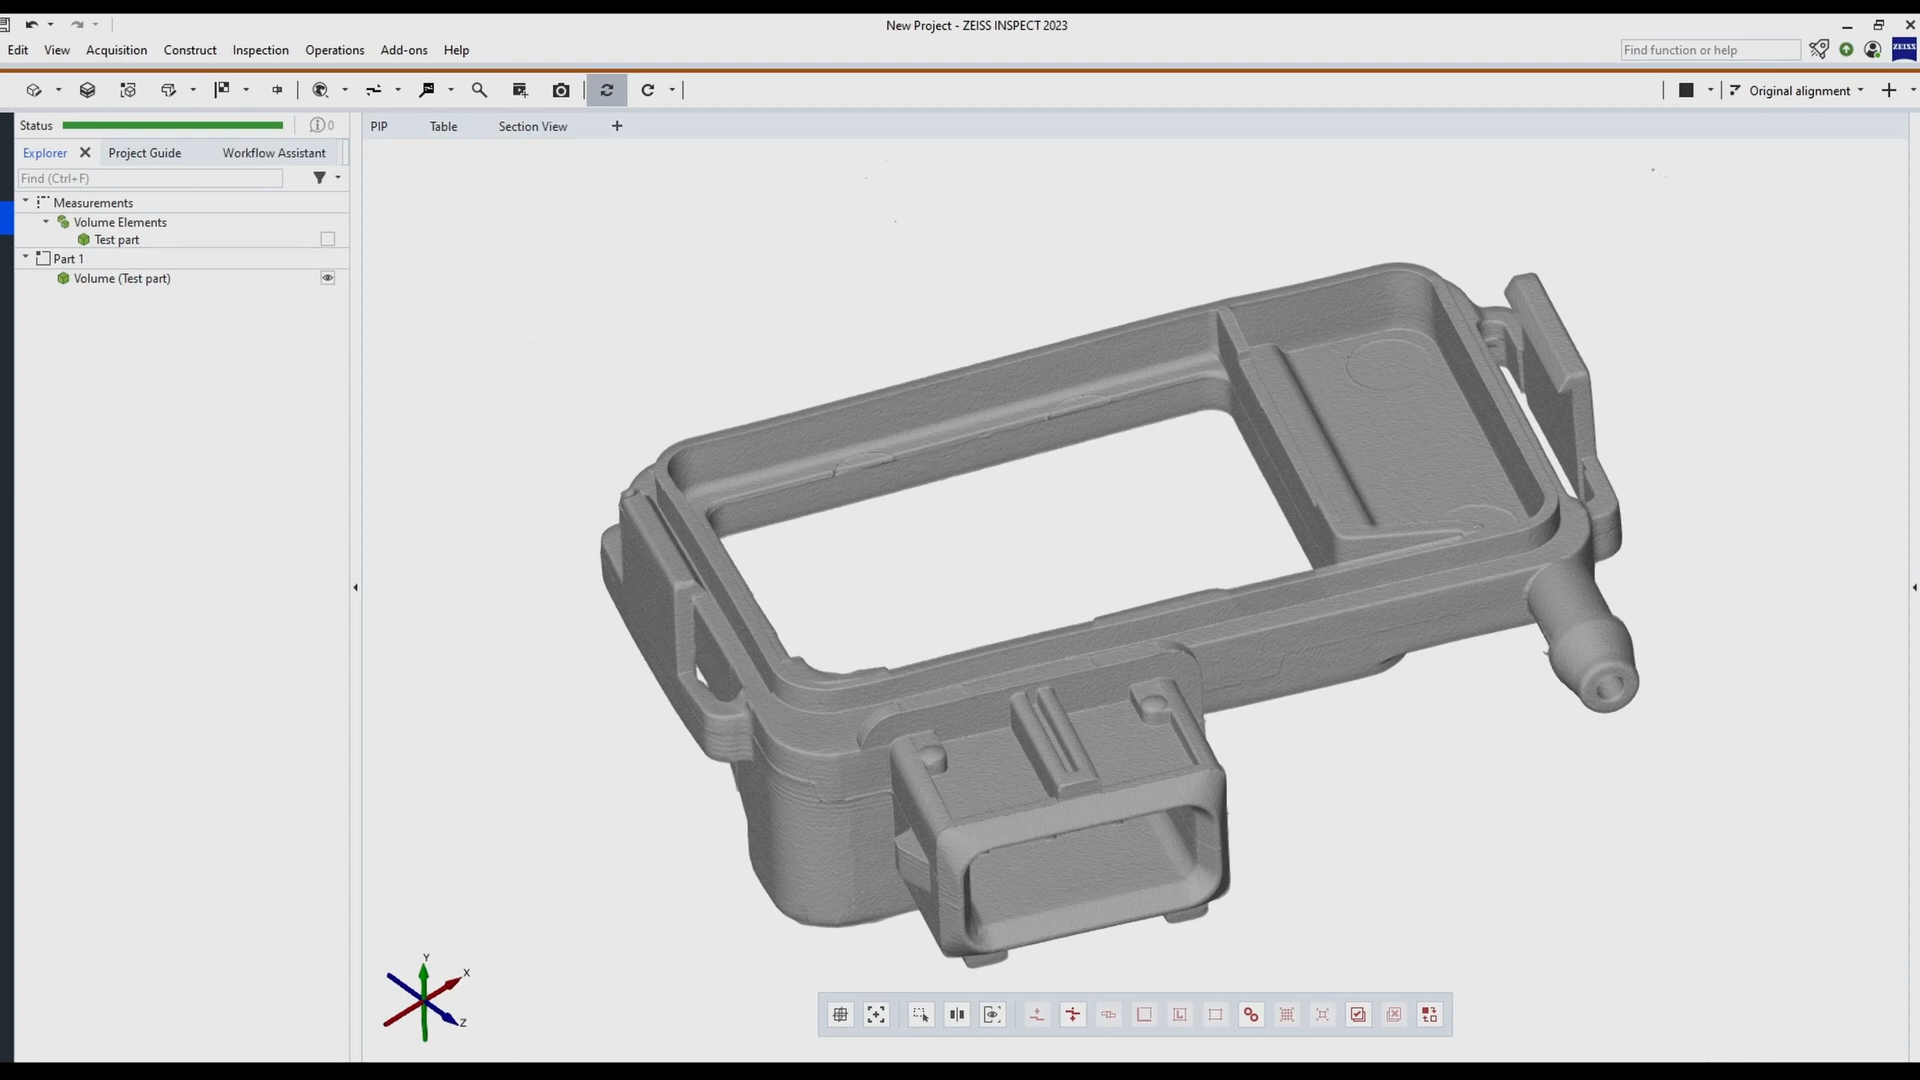 New Project - ZEISS INSPECT 2023
Edit View Acquisition Construct Inspection Operations Add-ons Help
Find function or help
ZEISS
Original alignment
Status
0
PIP Table Section View
Explorer Project Guide Workflow Assistant
Find (Ctrl+F)
Measurements
Volume Elements
Test part
Part 1
Volume (Test part)
Y
X
Z